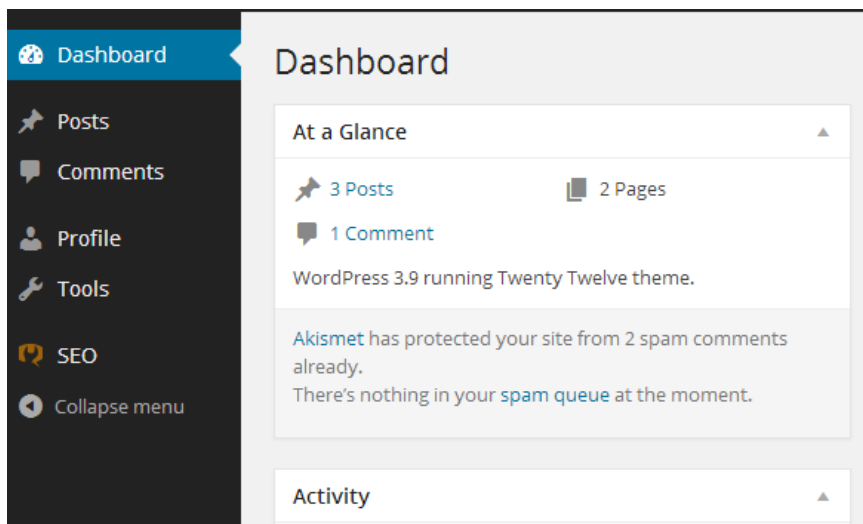 Dashboard
Posts
Comments
Profile
Tools
SEO
Collapse menu
Dashboard
At a Glance
3 Posts
2 Pages
1 Comment
WordPress 3.9 running Twenty Twelve theme.
Akismet has protected your site from 2 spam comments
already.
There's nothing in your spam queue at the moment.
Activity